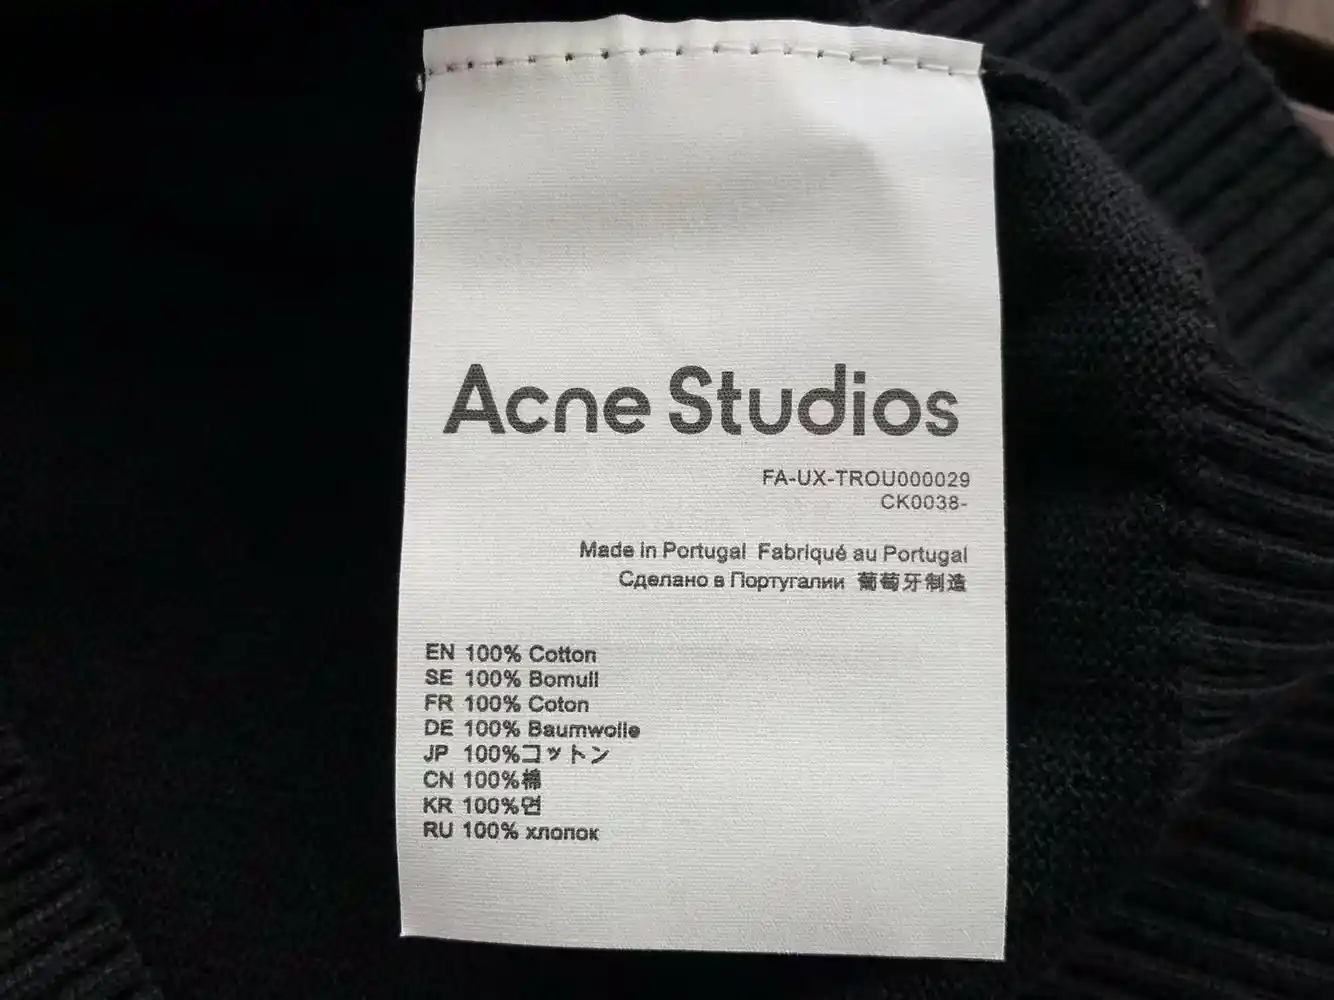 Acne Studios
FA-UX-TROU000029
CK0038-
Made in Portugal Fabriqué au Portugal
Сделано в Португалии 葡萄牙制造
EN 100% Cotton
SE 100% Bomull
FR 100% Coton
DE 100% Baumwolle
JP 100%コットン
CN 100%棉
KR 100%면
RU 100% хлопок